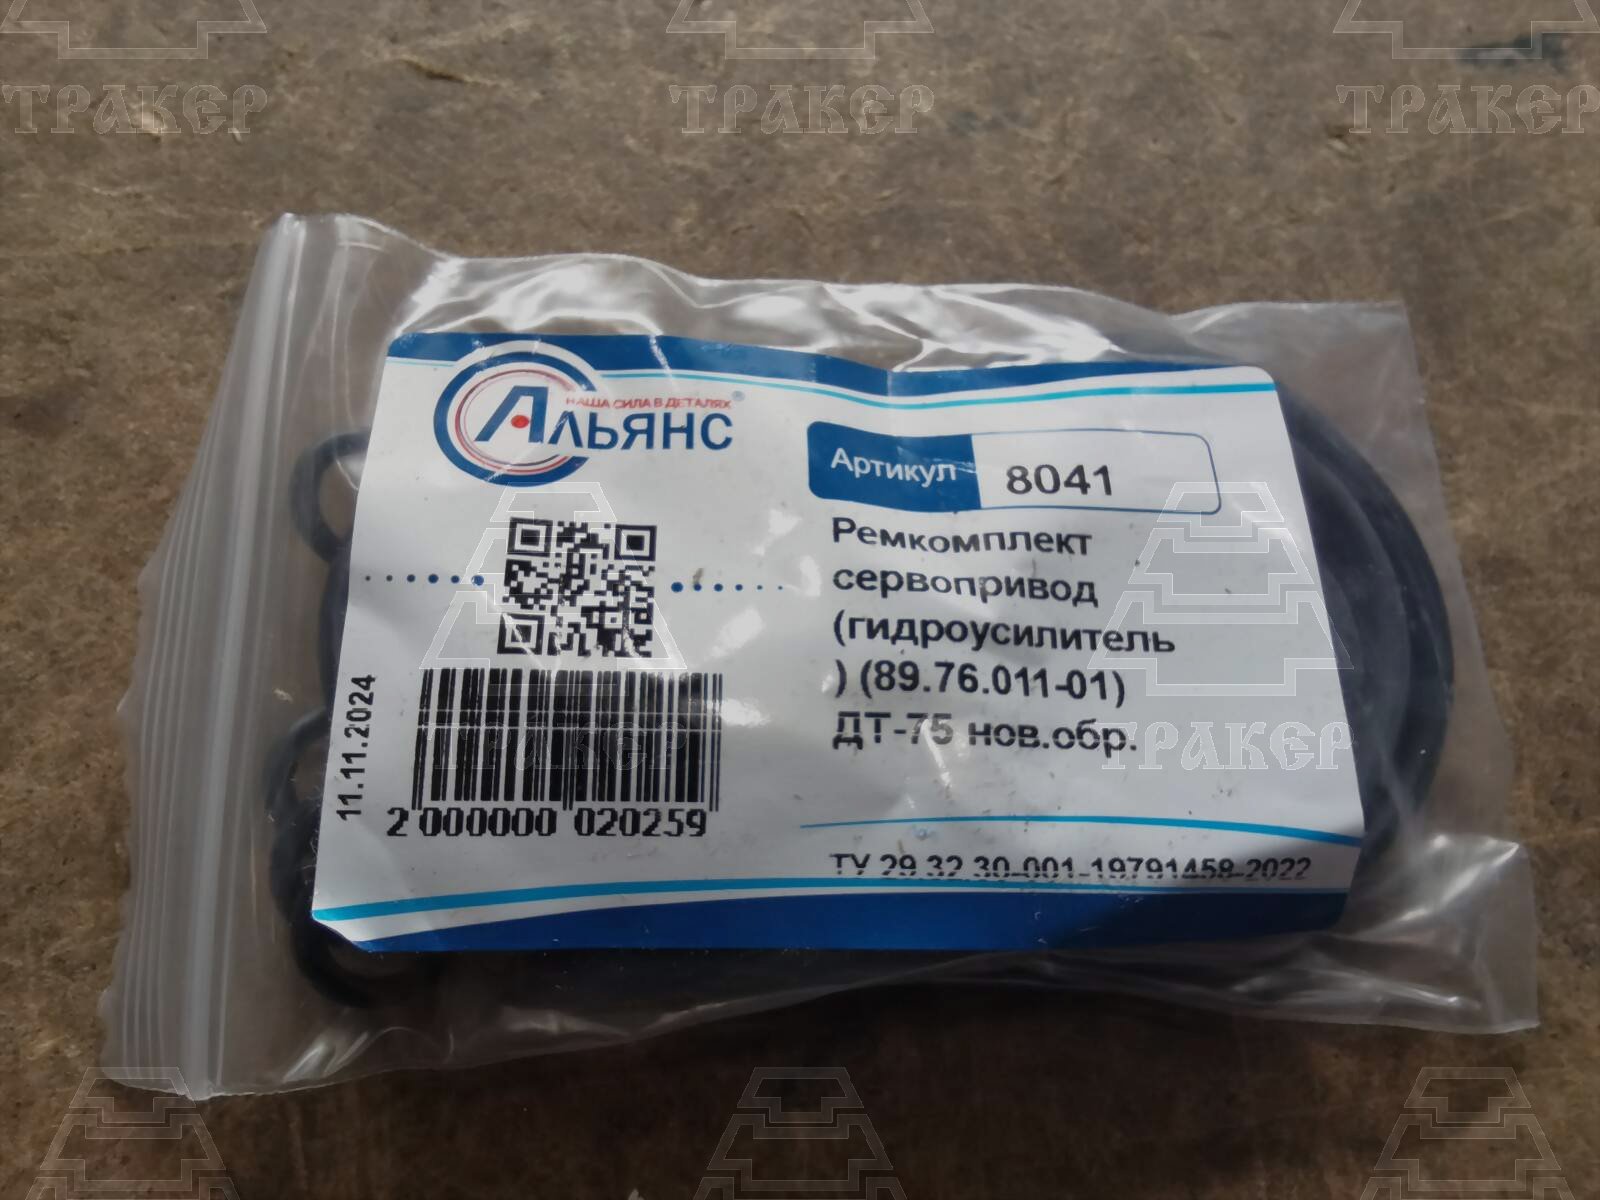 ТРАКЕР ТРАКЕР ТРАКЕР
НАША СИЛА В ДЕТАЛЯХ®
АЛЬЯНС
Артикул 8041
Ремкомплект
сервопривод
(гидроусилитель
) (89.76.011-01)
ДТ-75 нов.обр.
ТРАКЕР ТРАКЕР
11.11.2024
2 000000 020259
ТУ 29.32.30-001-19791458-2022